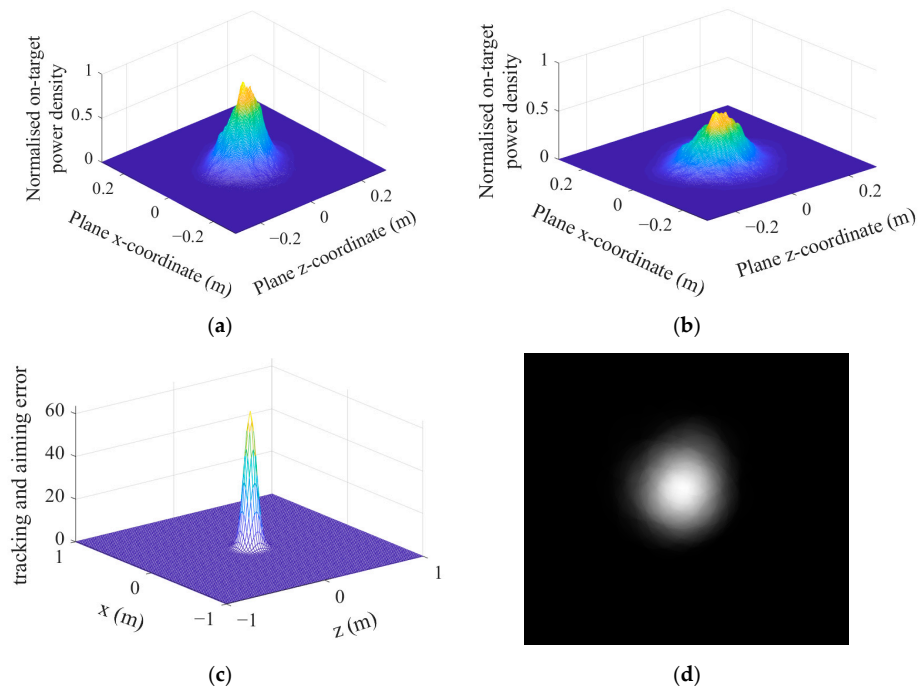 Normalised on-target
power density
1
0.5
0
0.2
0
−0.2
Plane x-coordinate (m)
−0.2
0
0.2
Plane z-coordinate (m)
(a)
Normalised on-target
power density
1
0.5
0
0.2
0
−0.2
Plane x-coordinate (m)
−0.2
0
0.2
Plane z-coordinate (m)
(b)
tracking and aiming error
60
40
20
0
1
0
−1
x (m)
−1
0
1
z (m)
(c)
(d)